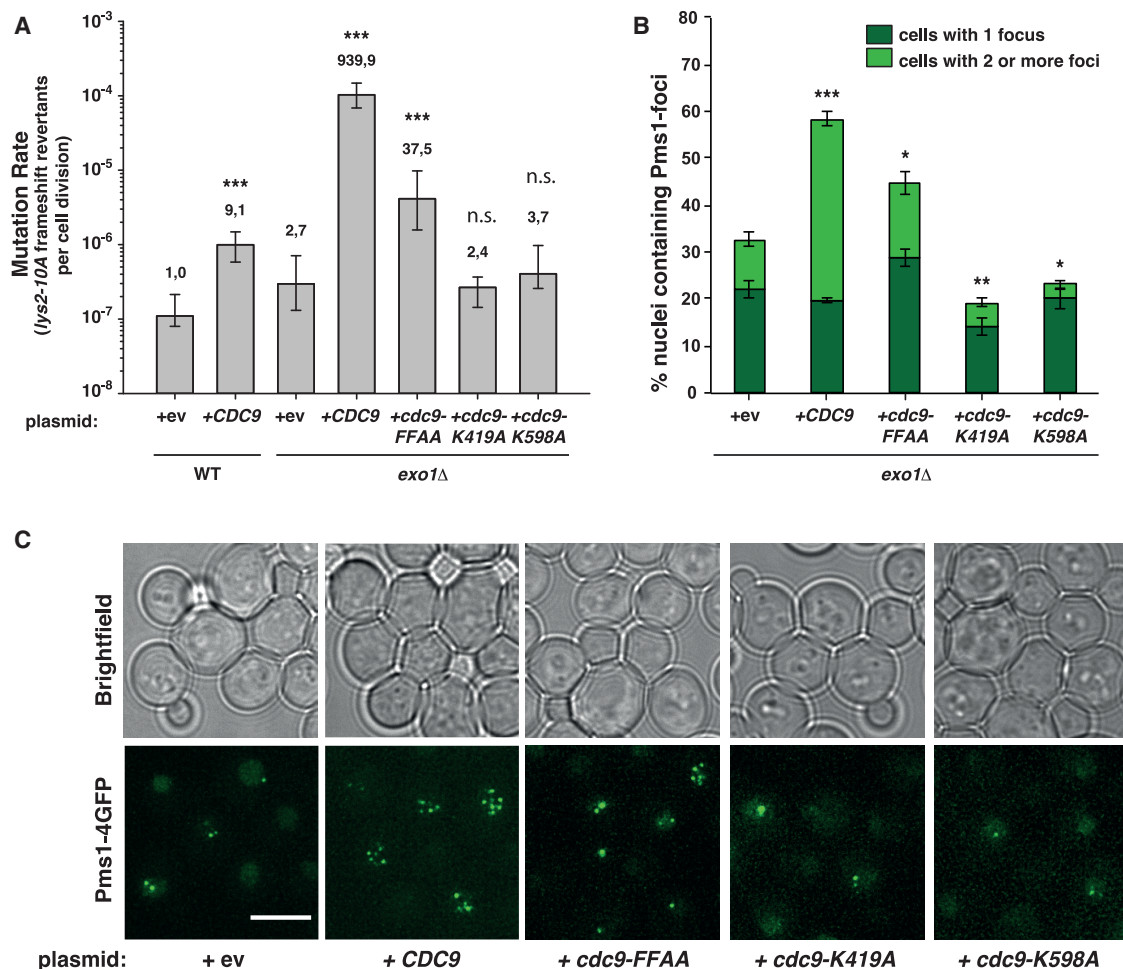 A
Mutation Rate
(lys2-10A frameshift revertants
per cell division)
10-3
10-4
10-5
10-6
10-7
10-8
1,0
***
9,1
2,7
***
939,9
***
37,5
n.s.
2,4
n.s.
3,7
plasmid:
+ev
+CDC9
+ev
+CDC9
+cdc9-
FFAA
+cdc9-
K419A
+cdc9-
K598A
WT
exo1Δ
B
cells with 1 focus
cells with 2 or more foci
% nuclei containing Pms1-foci
80
70
60
50
40
30
20
10
0
***
*
**
*
+ev
+CDC9
+cdc9-
FFAA
+cdc9-
K419A
+cdc9-
K598A
exo1Δ
C
Brightfield
Pms1-4GFP
plasmid:
+ ev
+ CDC9
+ cdc9-FFAA
+ cdc9-K419A
+ cdc9-K598A